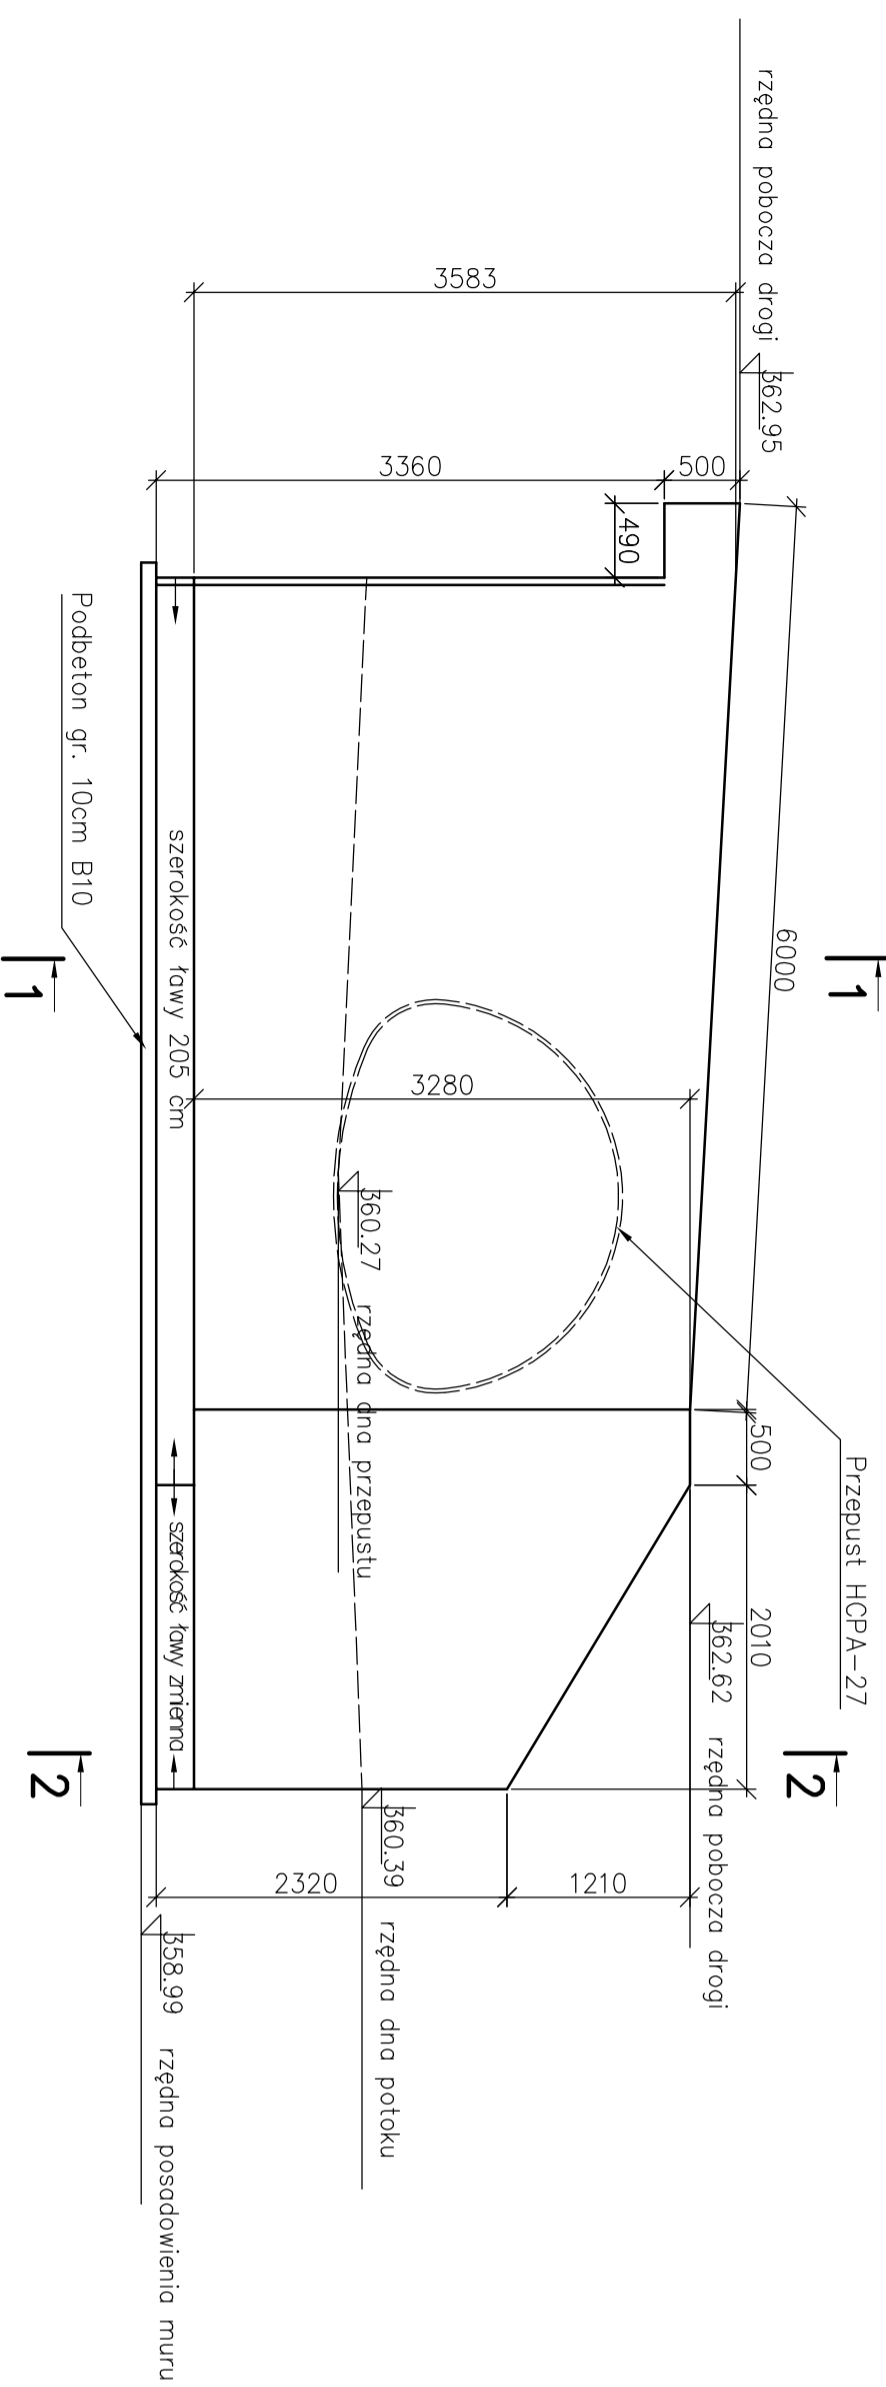 rzędna pobocza drogi
362.95
3583
3360
500
490
6000
Podbeton gr. 10cm B10
szerokość ławy 205 cm
1
1
3280
360.27
rzędna dna przepustu
Przepust HCPA-27
500
2010
362.62
rzędna pobocza drogi
szerokość ławy zmienna
2
2
2320
1210
360.39
rzędna dna potoku
358.99
rzędna posadowienia muru